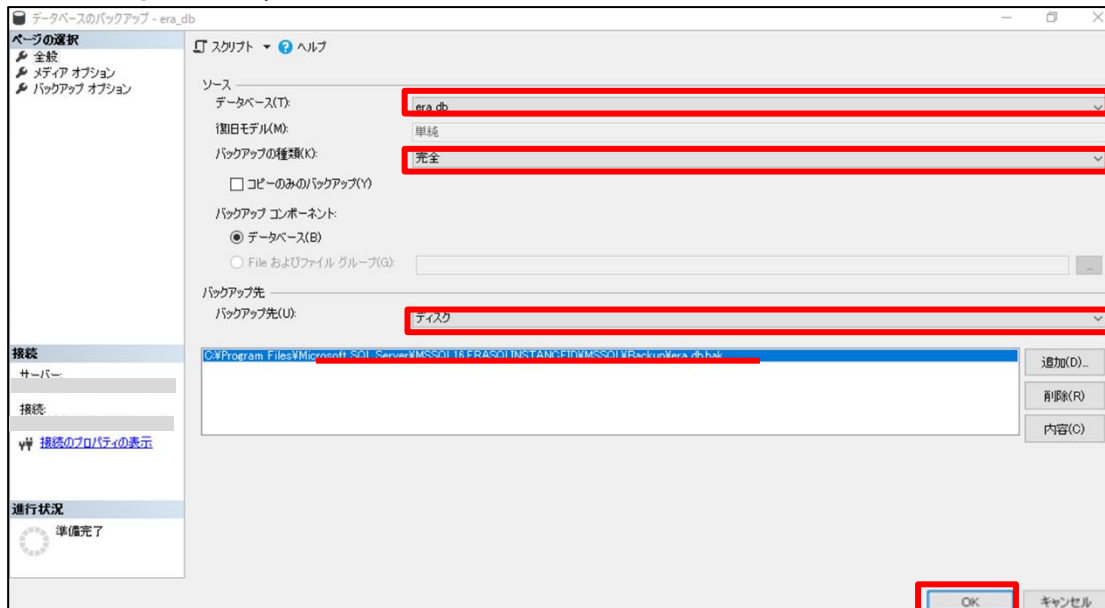 データベースのバックアップ - era_db
ページの選択
全般
メディア オプション
バックアップ オプション
スクリプト ヘルプ
ソース
データベース(T): era_db
復旧モデル(M): 単純
バックアップの種類(K): 完全
コピーのみのバックアップ(Y)
バックアップ コンポーネント:
データベース(B)
File およびファイル グループ(G): ...
バックアップ先
バックアップ先(U): ディスク
C:¥Program Files¥Microsoft SQL Server¥MSSQL16.ERASQLINSTANCEID¥MSSQL¥Backup¥era_db.bak
追加(D)...
削除(R)
内容(C)
接続
サーバー:
接続:
接続のプロパティの表示
進行状況
準備完了
OK キャンセル